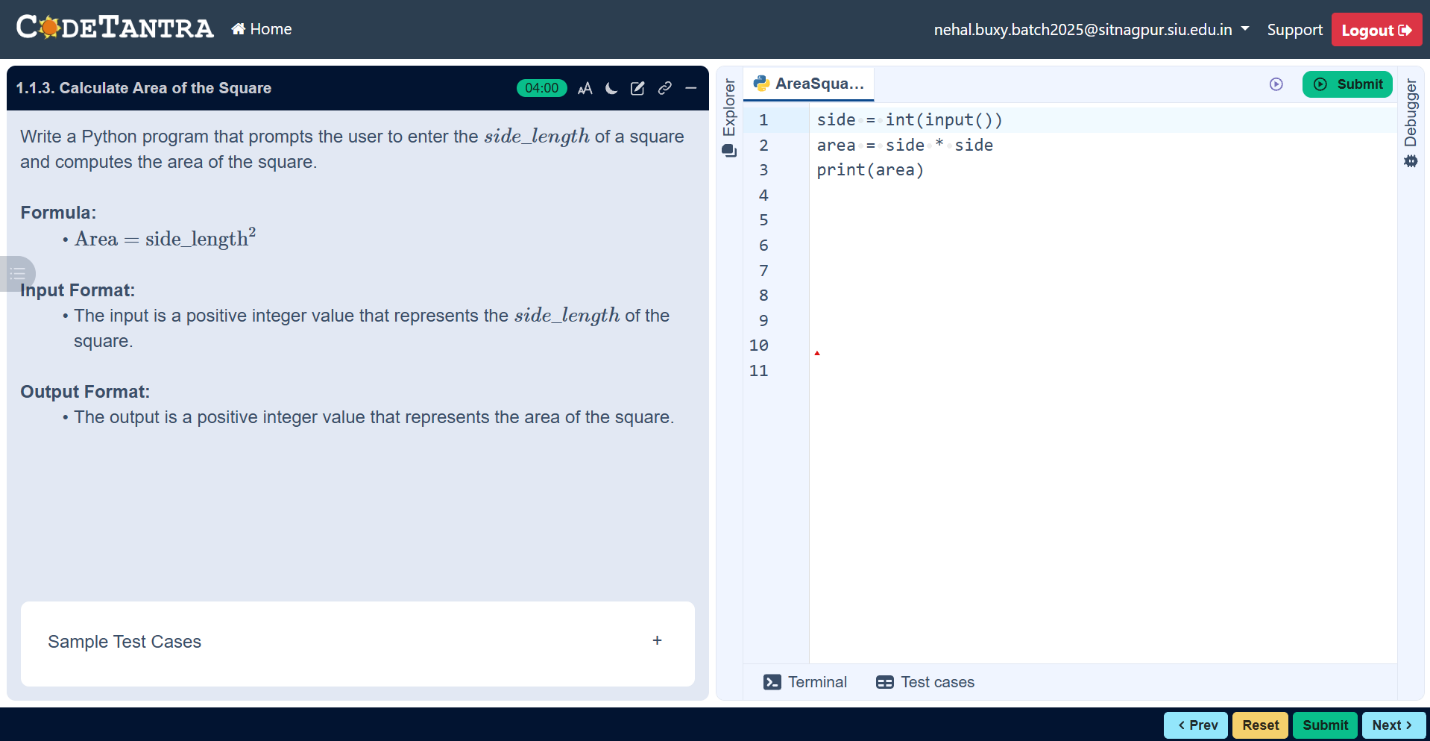 CODETANTRA Home nehal.buxy.batch2025@sitnagpur.siu.edu.in Support Logout
1.1.3. Calculate Area of the Square 04:00 AA
Write a Python program that prompts the user to enter the side_length of a square
and computes the area of the square.
Formula:
• Area = side_length²
Input Format:
• The input is a positive integer value that represents the side_length of the
square.
Output Format:
• The output is a positive integer value that represents the area of the square.
Sample Test Cases +
Explorer
AreaSqua...
Submit
Debugger
1 side = int(input())
2 area = side * side
3 print(area)
4
5
6
7
8
9
10
11
Terminal Test cases
< Prev Reset Submit Next >